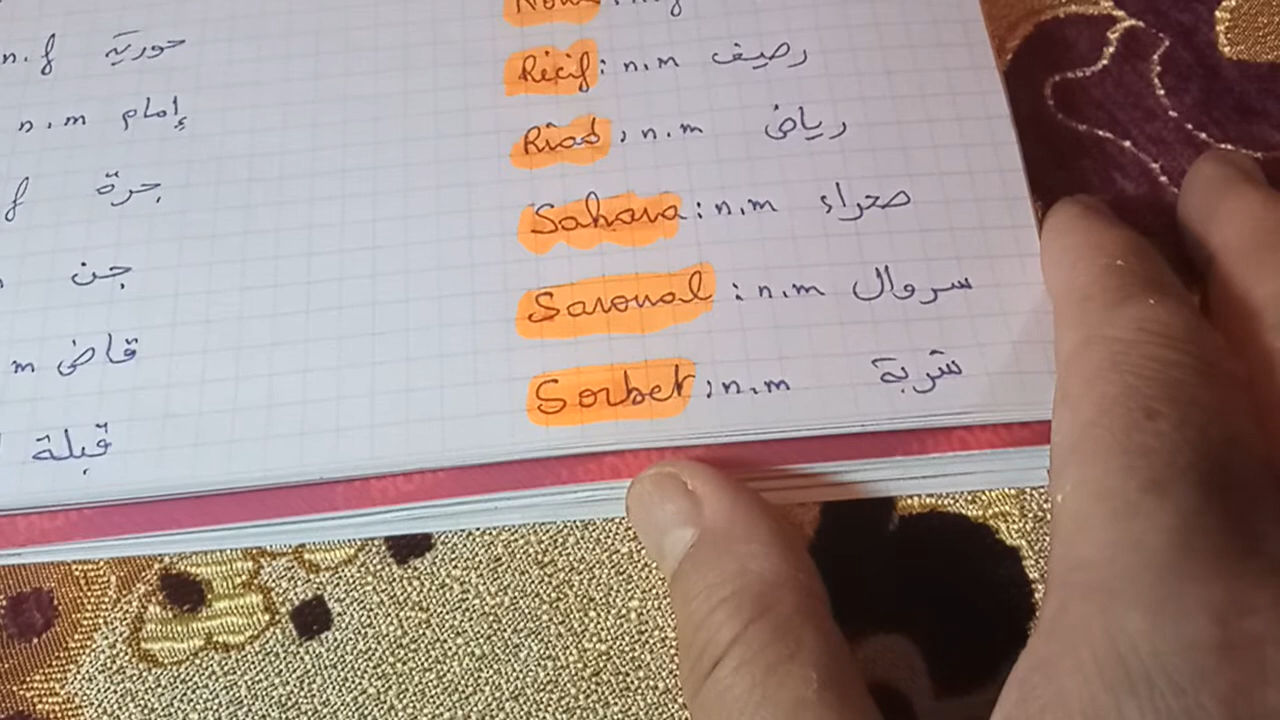 n.f حورية
n.m إمام
f جرة
جن
m قاض
قبلة
Récif : n.m رصيف
Riad : n.m رياض
Sahara : n.m صحراء
Saroual : n.m سروال
Sorbet : n.m شربة